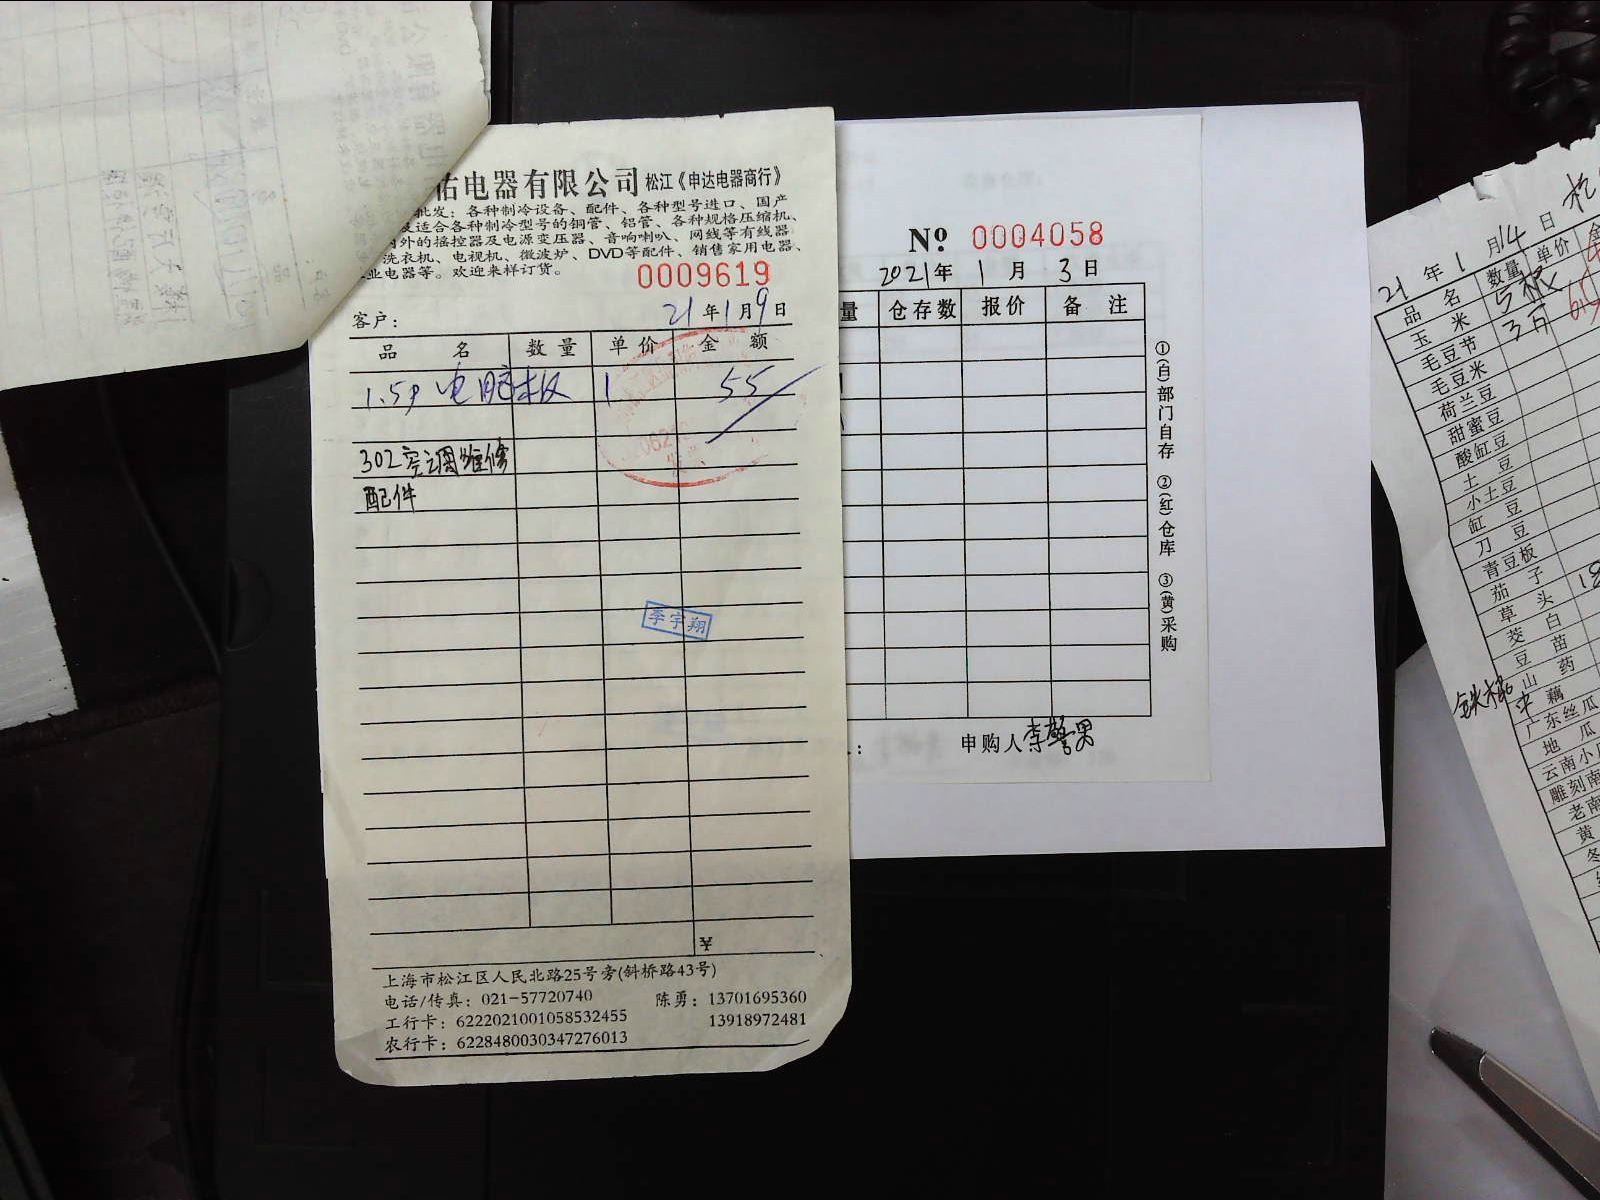 佑电器有限公司 松江《申达电器商行》
批发：各种制冷设备、配件、各种型号进口、国产
适合各种制冷型号的铜管、铝管、各种规格压缩机、
外的摇控器及电源变压器、音响喇叭、网线等有线器
洗衣机、电视机、微波炉、DVD等配件、销售家用电器、
业电器等。欢迎来样订货。
0009619
客户：
21年1月9日
品 名 数量 单价 金 额
1.5P 电脑板 1 55
302空调维修
配件
李宇翔
￥
上海市松江区人民北路25号旁(斜桥路43号)
电话/传真：021-57720740 陈勇：13701695360
工行卡：6222021001058532455 13918972481
农行卡：6228480030347276013
№ 0004058
2021年 1 月 3 日
量 仓存数 报价 备 注
①(自)部门自存 ②(红)仓库 ③(黄)采购
申购人
21 年 1 月 14 日
品 名 数量 单价
玉 米
毛豆节
毛豆米
荷兰豆
甜蜜豆
酸缸豆
土 豆
小土豆
缸 豆
刀 豆
青豆板
茄 子
草 头
茭 白
豆 苗
山 药
藕
广东丝瓜
地 瓜
云南小
雕刻南
老南
黄
冬